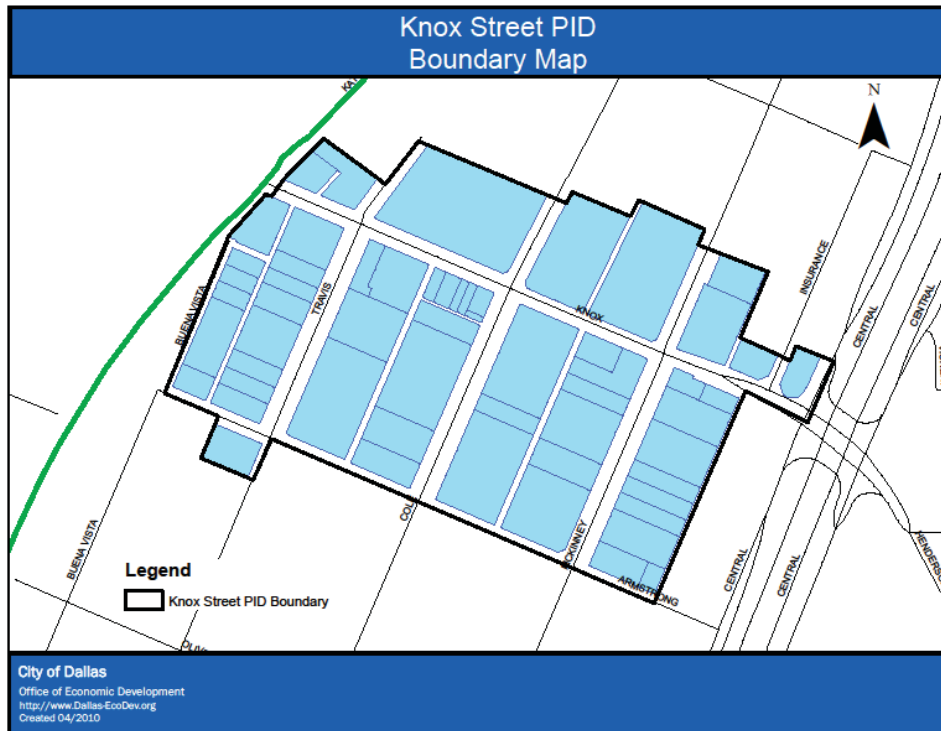 Knox Street PID
Boundary Map
N
INSURANCE
CENTRAL
CENTRAL
BUENA VISTA
TRAVIS
KNOX
BUENA VISTA
COL
MCKINNEY
ARMSTRONG
CENTRAL
CENTRAL
Legend
Knox Street PID Boundary
City of Dallas
Office of Economic Development
http://www.Dallas-EcoDev.org
Created 04/2010